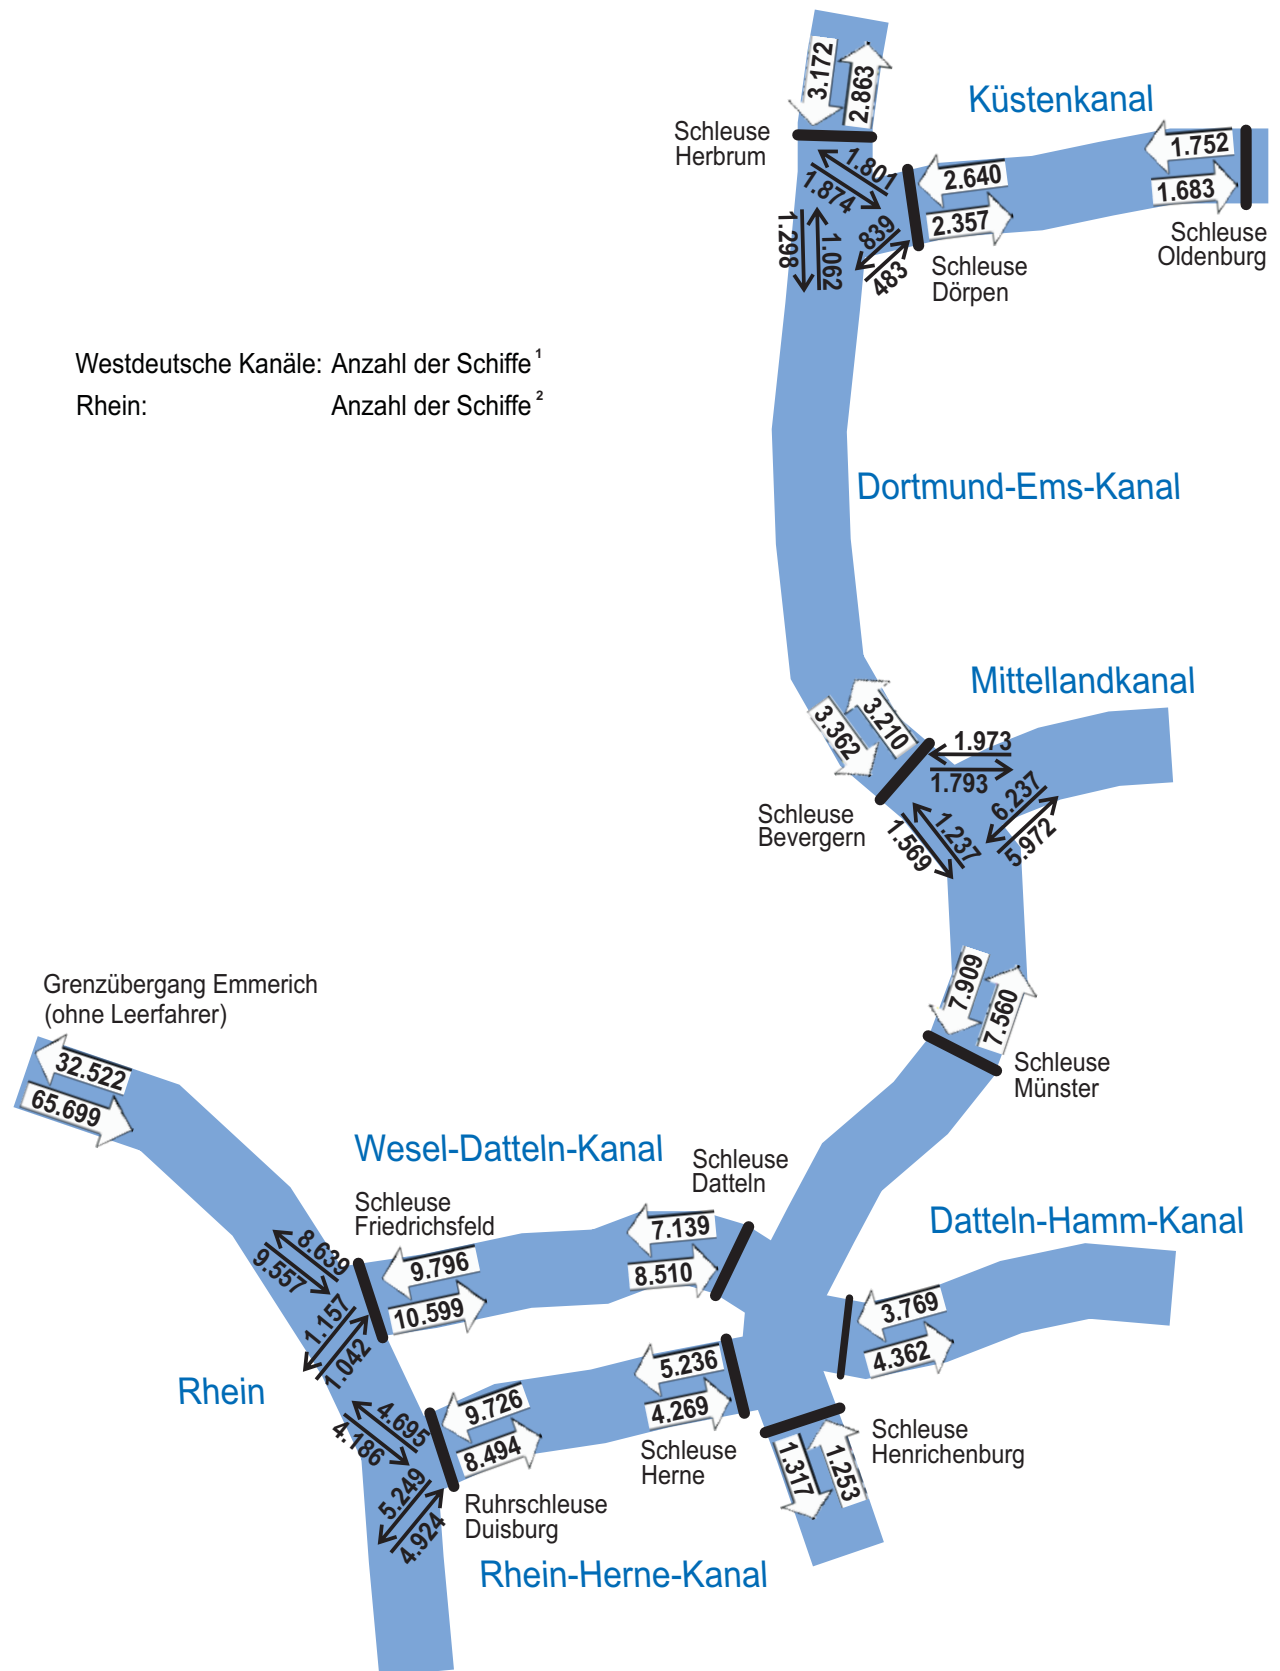 3.172
2.863
Küstenkanal
Schleuse
Herbrum
1.752
1.683
1.801
1.874
2.640
2.357
1.298
1.062
839
483
Schleuse
Dörpen
Schleuse
Oldenburg
Westdeutsche Kanäle: Anzahl der Schiffe 1
Rhein: Anzahl der Schiffe 2
Dortmund-Ems-Kanal
Mittellandkanal
3.210
3.362
1.973
1.793
6.237
5.972
Schleuse
Bevergern
1.237
1.569
7.909
7.560
Schleuse
Münster
Grenzübergang Emmerich
(ohne Leerfahrer)
32.522
65.699
Wesel-Datteln-Kanal
Schleuse
Datteln
Schleuse
Friedrichsfeld
7.139
8.510
Datteln-Hamm-Kanal
8.639
9.557
9.796
10.599
1.157
1.042
3.769
4.362
5.236
4.269
Rhein
4.695
4.186
9.726
8.494
Schleuse
Herne
Schleuse
Henrichenburg
1.317
1.253
5.249
4.924
Ruhrschleuse
Duisburg
Rhein-Herne-Kanal